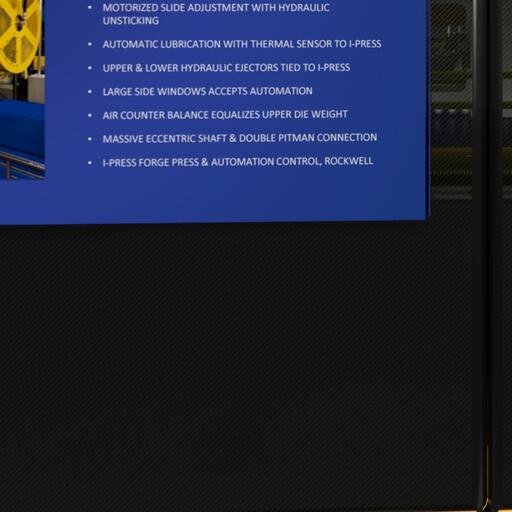 • MOTORIZED SLIDE ADJUSTMENT WITH HYDRAULIC
UNSTICKING
• AUTOMATIC LUBRICATION WITH THERMAL SENSOR TO I-PRESS
• UPPER & LOWER HYDRAULIC EJECTORS TIED TO I-PRESS
• LARGE SIDE WINDOWS ACCEPTS AUTOMATION
• AIR COUNTER BALANCE EQUALIZES UPPER DIE WEIGHT
• MASSIVE ECCENTRIC SHAFT & DOUBLE PITMAN CONNECTION
• I-PRESS FORGE PRESS & AUTOMATION CONTROL, ROCKWELL